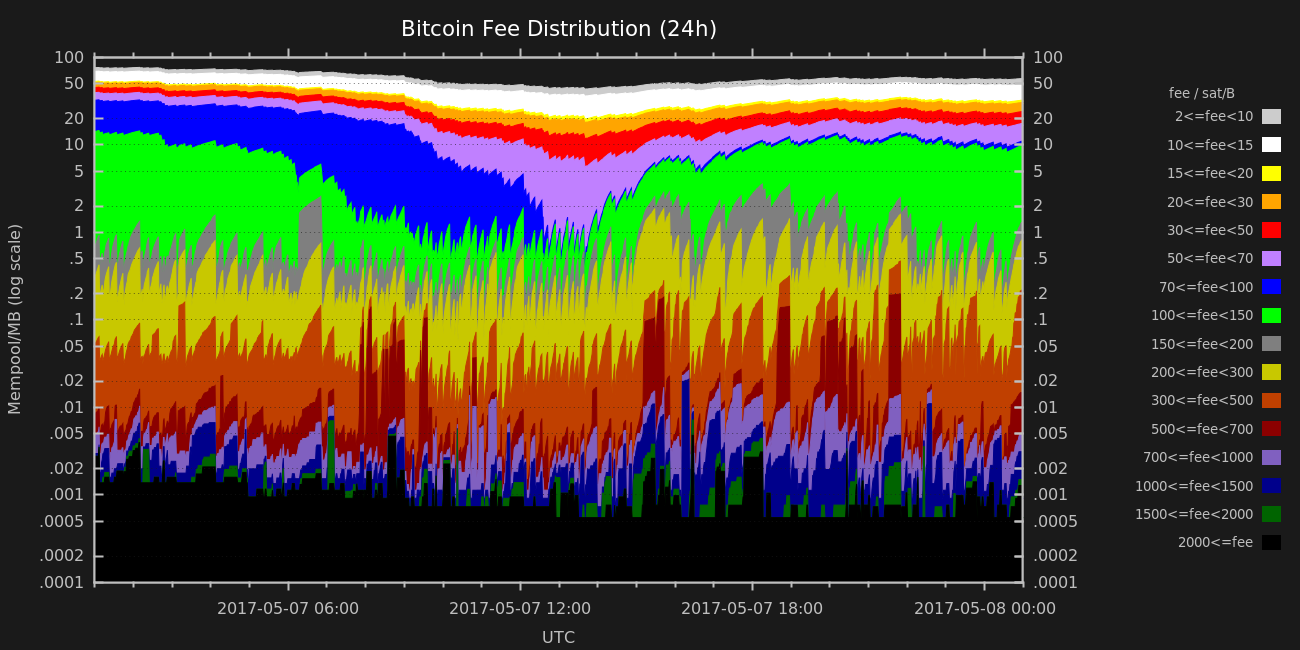 Bitcoin Fee Distribution (24h)
Mempool/MB (log scale)
100
50
20
10
5
2
1
.5
.2
.1
.05
.02
.01
.005
.002
.001
.0005
.0002
.0001
100
50
20
10
5
2
1
.5
.2
.1
.05
.02
.01
.005
.002
.001
.0005
.0002
.0001
2017-05-07 06:00
2017-05-07 12:00
2017-05-07 18:00
2017-05-08 00:00
UTC
fee / sat/B
2<=fee<10
10<=fee<15
15<=fee<20
20<=fee<30
30<=fee<50
50<=fee<70
70<=fee<100
100<=fee<150
150<=fee<200
200<=fee<300
300<=fee<500
500<=fee<700
700<=fee<1000
1000<=fee<1500
1500<=fee<2000
2000<=fee